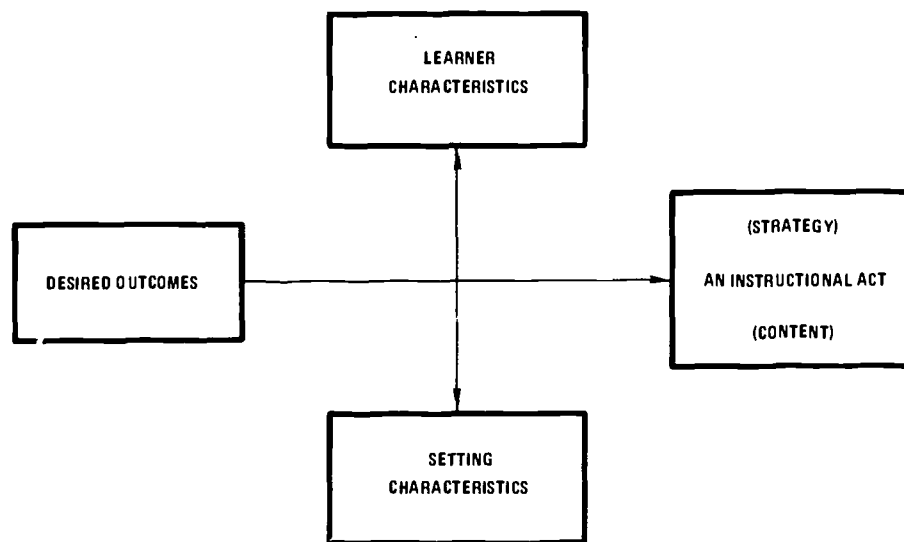 LEARNER
CHARACTERISTICS
DESIRED OUTCOMES
(STRATEGY)
AN INSTRUCTIONAL ACT
(CONTENT)
SETTING
CHARACTERISTICS